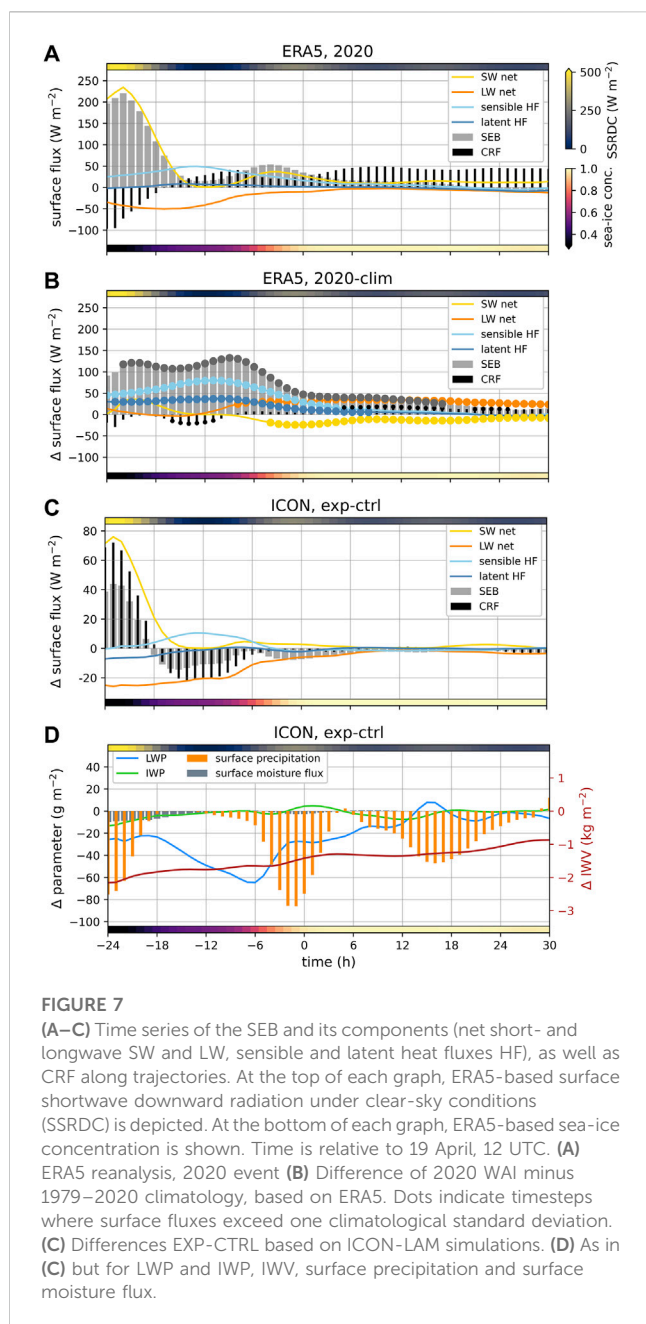 A
ERA5, 2020
surface flux (W m−2)
250
200
150
100
50
0
−50
−100
SW net
LW net
sensible HF
latent HF
SEB
CRF
500
250
0
SSRDC (W m−2)
1.0
0.8
0.6
0.4
sea-ice conc.
B
ERA5, 2020-clim
Δ surface flux (W m−2)
250
200
150
100
50
0
−50
−100
SW net
LW net
sensible HF
latent HF
SEB
CRF
C
ICON, exp-ctrl
Δ surface flux (W m−2)
80
60
40
20
0
−20
SW net
LW net
sensible HF
latent HF
SEB
CRF
D
ICON, exp-ctrl
Δ parameter (g m−2)
40
20
0
−20
−40
−60
−80
−100
LWP
IWP
surface precipitation
surface moisture flux
1
0
−1
−2
−3
Δ IWV (kg m−2)
−24 −18 −12 −6 0 6 12 18 24 30
time (h)
FIGURE 7
(A–C) Time series of the SEB and its components (net short- and
longwave SW and LW, sensible and latent heat fluxes HF), as well as
CRF along trajectories. At the top of each graph, ERA5-based surface
shortwave downward radiation under clear-sky conditions
(SSRDC) is depicted. At the bottom of each graph, ERA5-based sea-ice
concentration is shown. Time is relative to 19 April, 12 UTC. (A)
ERA5 reanalysis, 2020 event (B) Difference of 2020 WAI minus
1979–2020 climatology, based on ERA5. Dots indicate timesteps
where surface fluxes exceed one climatological standard deviation.
(C) Differences EXP-CTRL based on ICON-LAM simulations. (D) As in
(C) but for LWP and IWP, IWV, surface precipitation and surface
moisture flux.